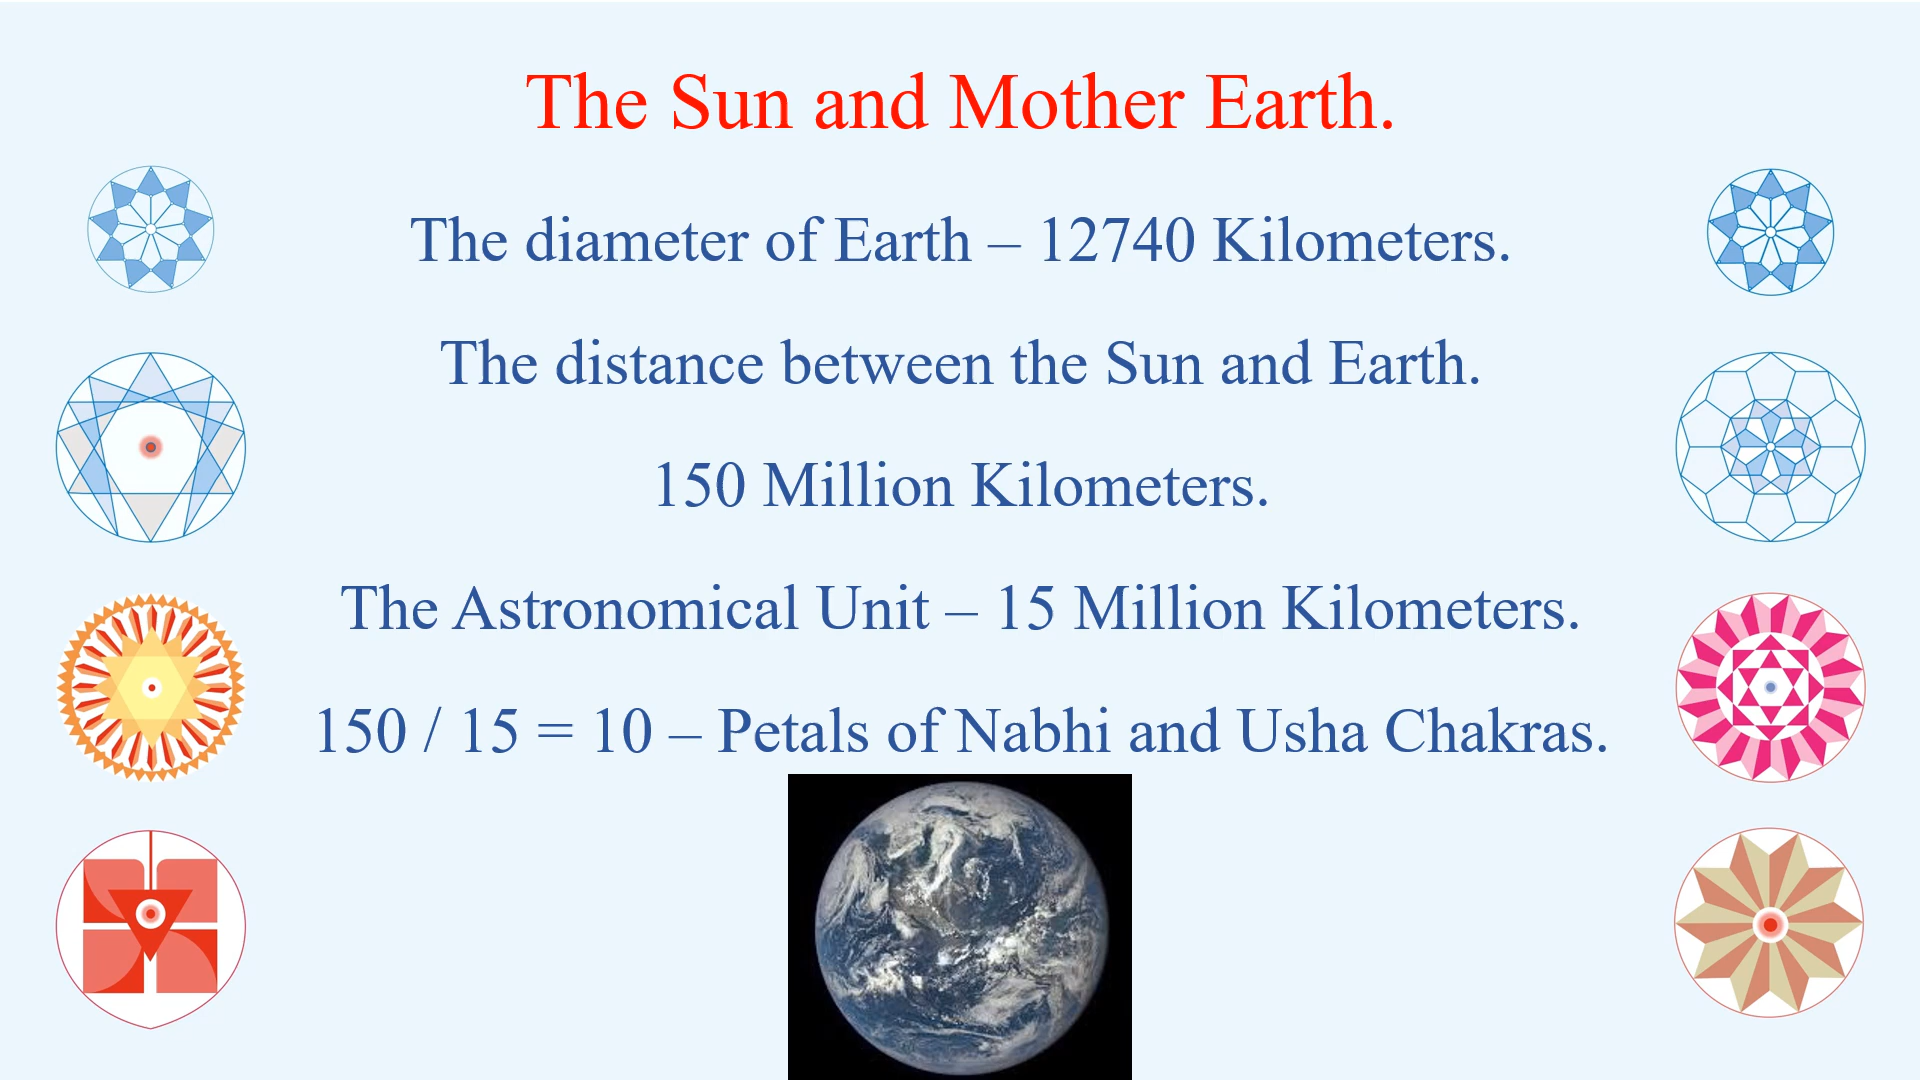 The Sun and Mother Earth.
The diameter of Earth – 12740 Kilometers.
The distance between the Sun and Earth.
150 Million Kilometers.
The Astronomical Unit – 15 Million Kilometers.
150 / 15 = 10 – Petals of Nabhi and Usha Chakras.